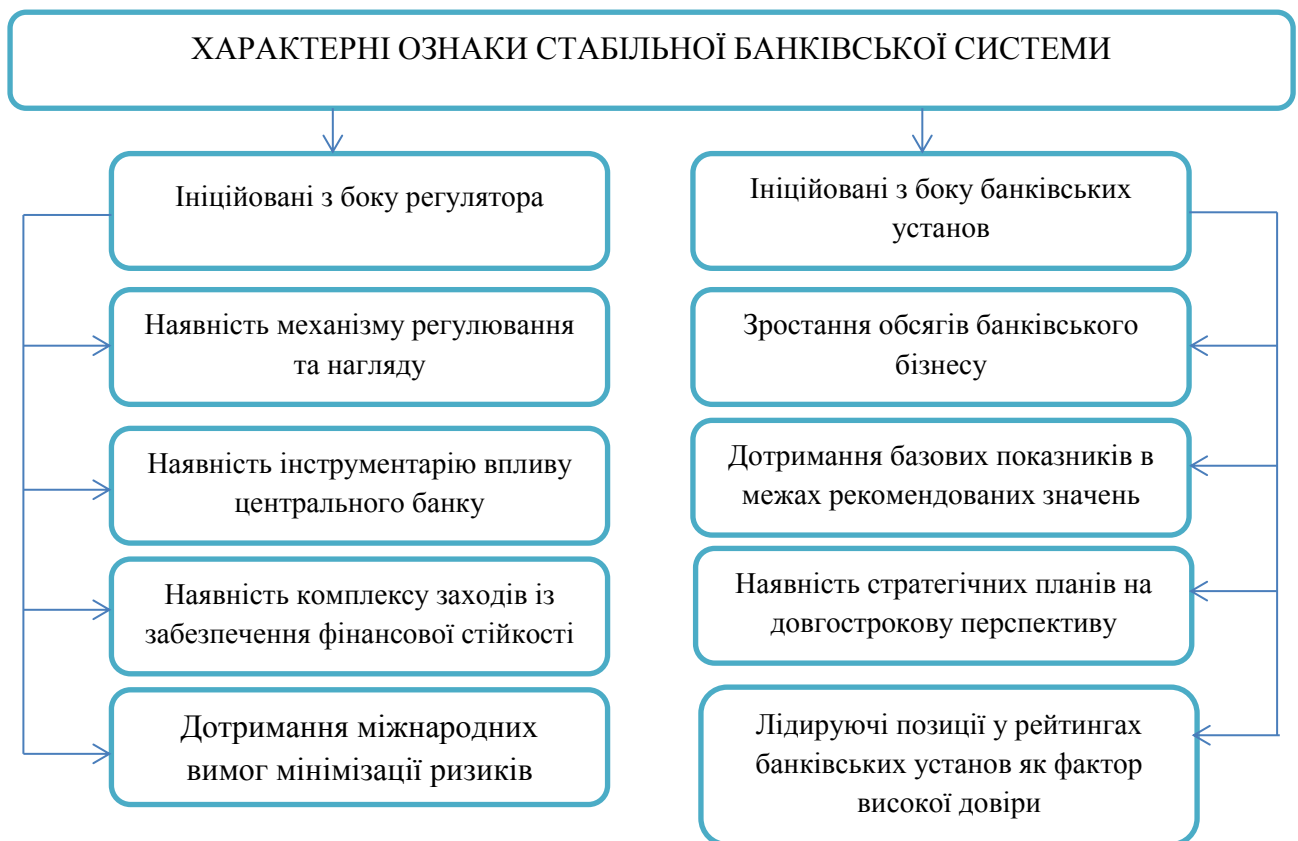 ХАРАКТЕРНІ ОЗНАКИ СТАБІЛЬНОЇ БАНКІВСЬКОЇ СИСТЕМИ
Ініційовані з боку регулятора
Наявність механізму регулювання
та нагляду
Наявність інструментарію впливу
центрального банку
Наявність комплексу заходів із
забезпечення фінансової стійкості
Дотримання міжнародних
вимог мінімізації ризиків
Ініційовані з боку банківських
установ
Зростання обсягів банківського
бізнесу
Дотримання базових показників в
межах рекомендованих значень
Наявність стратегічних планів на
довгострокову перспективу
Лідируючі позиції у рейтингах
банківських установ як фактор
високої довіри